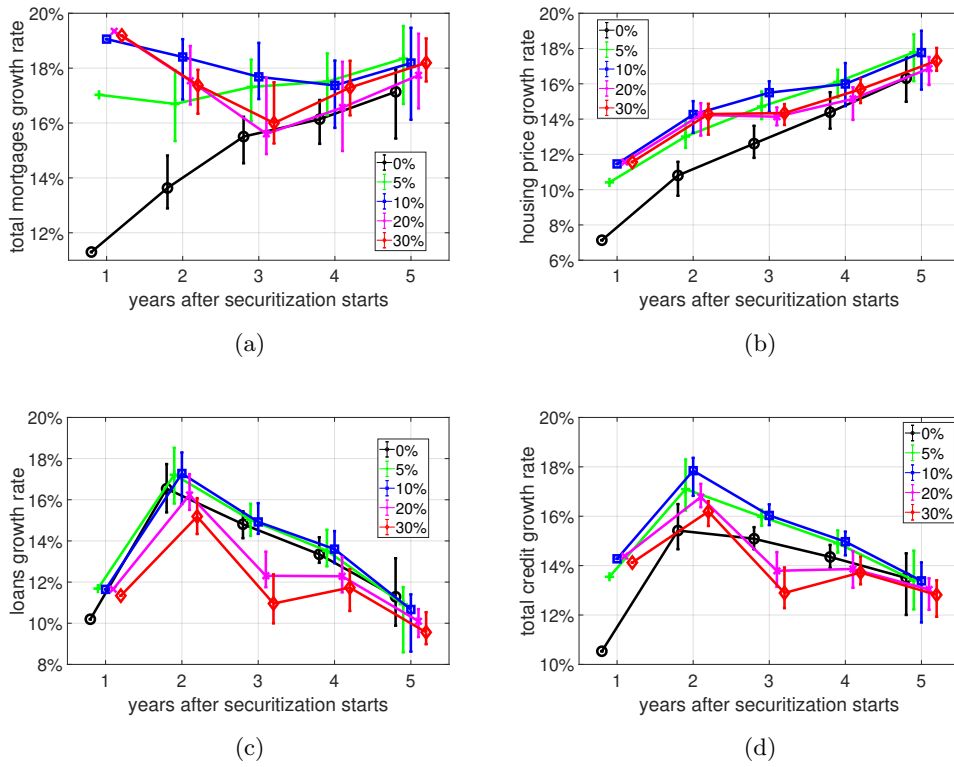 20%
18%
16%
14%
12%
total mortgages growth rate
0%
5%
10%
20%
30%
1 2 3 4 5
years after securitization starts
(a)
20%
18%
16%
14%
12%
10%
8%
6%
housing price growth rate
0%
5%
10%
20%
30%
1 2 3 4 5
years after securitization starts
(b)
20%
18%
16%
14%
12%
10%
8%
loans growth rate
0%
5%
10%
20%
30%
1 2 3 4 5
years after securitization starts
(c)
20%
18%
16%
14%
12%
10%
total credit growth rate
0%
5%
10%
20%
30%
1 2 3 4 5
years after securitization starts
(d)